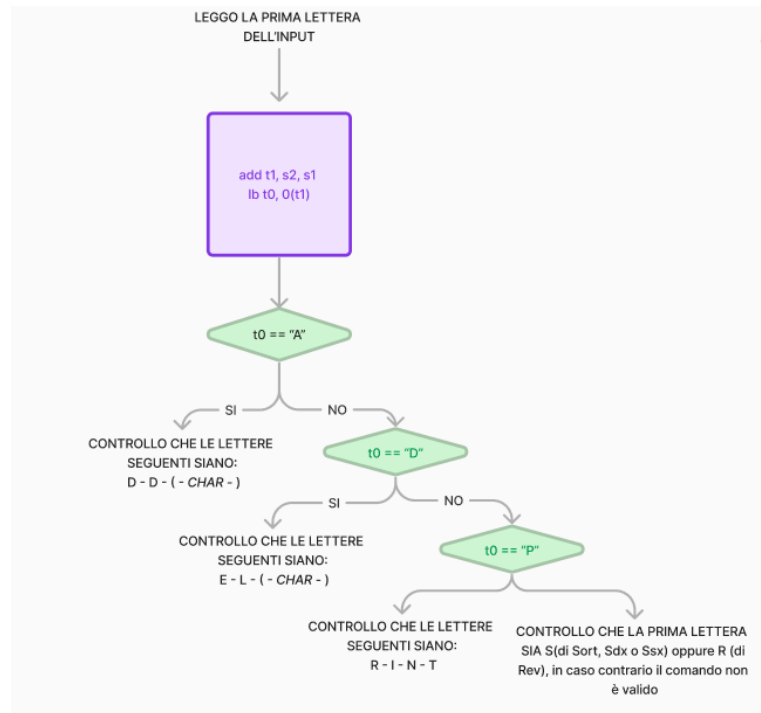 LEGGO LA PRIMA LETTERA
DELL'INPUT
add t1, s2, s1
lb t0, 0(t1)
t0 == “A”
SI
NO
CONTROLLO CHE LE LETTERE
SEGUENTI SIANO:
D - D - ( - CHAR - )
t0 == “D”
SI
NO
CONTROLLO CHE LE LETTERE
SEGUENTI SIANO:
E - L - ( - CHAR - )
t0 == “P”
CONTROLLO CHE LE LETTERE
SEGUENTI SIANO:
R - I - N - T
CONTROLLO CHE LA PRIMA LETTERA
SIA S(di Sort, Sdx o Ssx) oppure R (di
Rev), in caso contrario il comando non
è valido